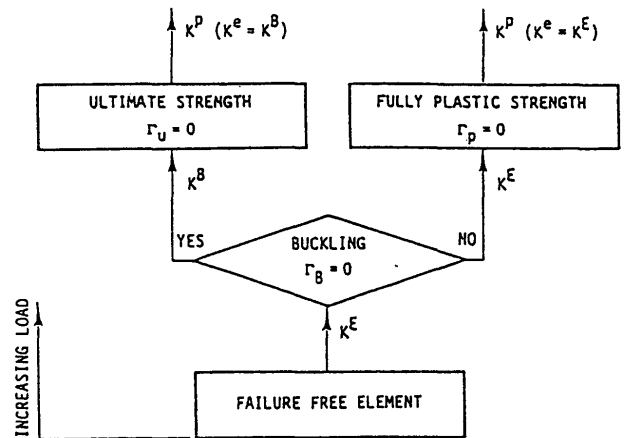 K^P (K^e = K^B)
K^P (K^e = K^E)
ULTIMATE STRENGTH
Γ_u = 0
FULLY PLASTIC STRENGTH
Γ_p = 0
K^B
K^E
YES
BUCKLING
Γ_B = 0
NO
K^E
FAILURE FREE ELEMENT
INCREASING LOAD